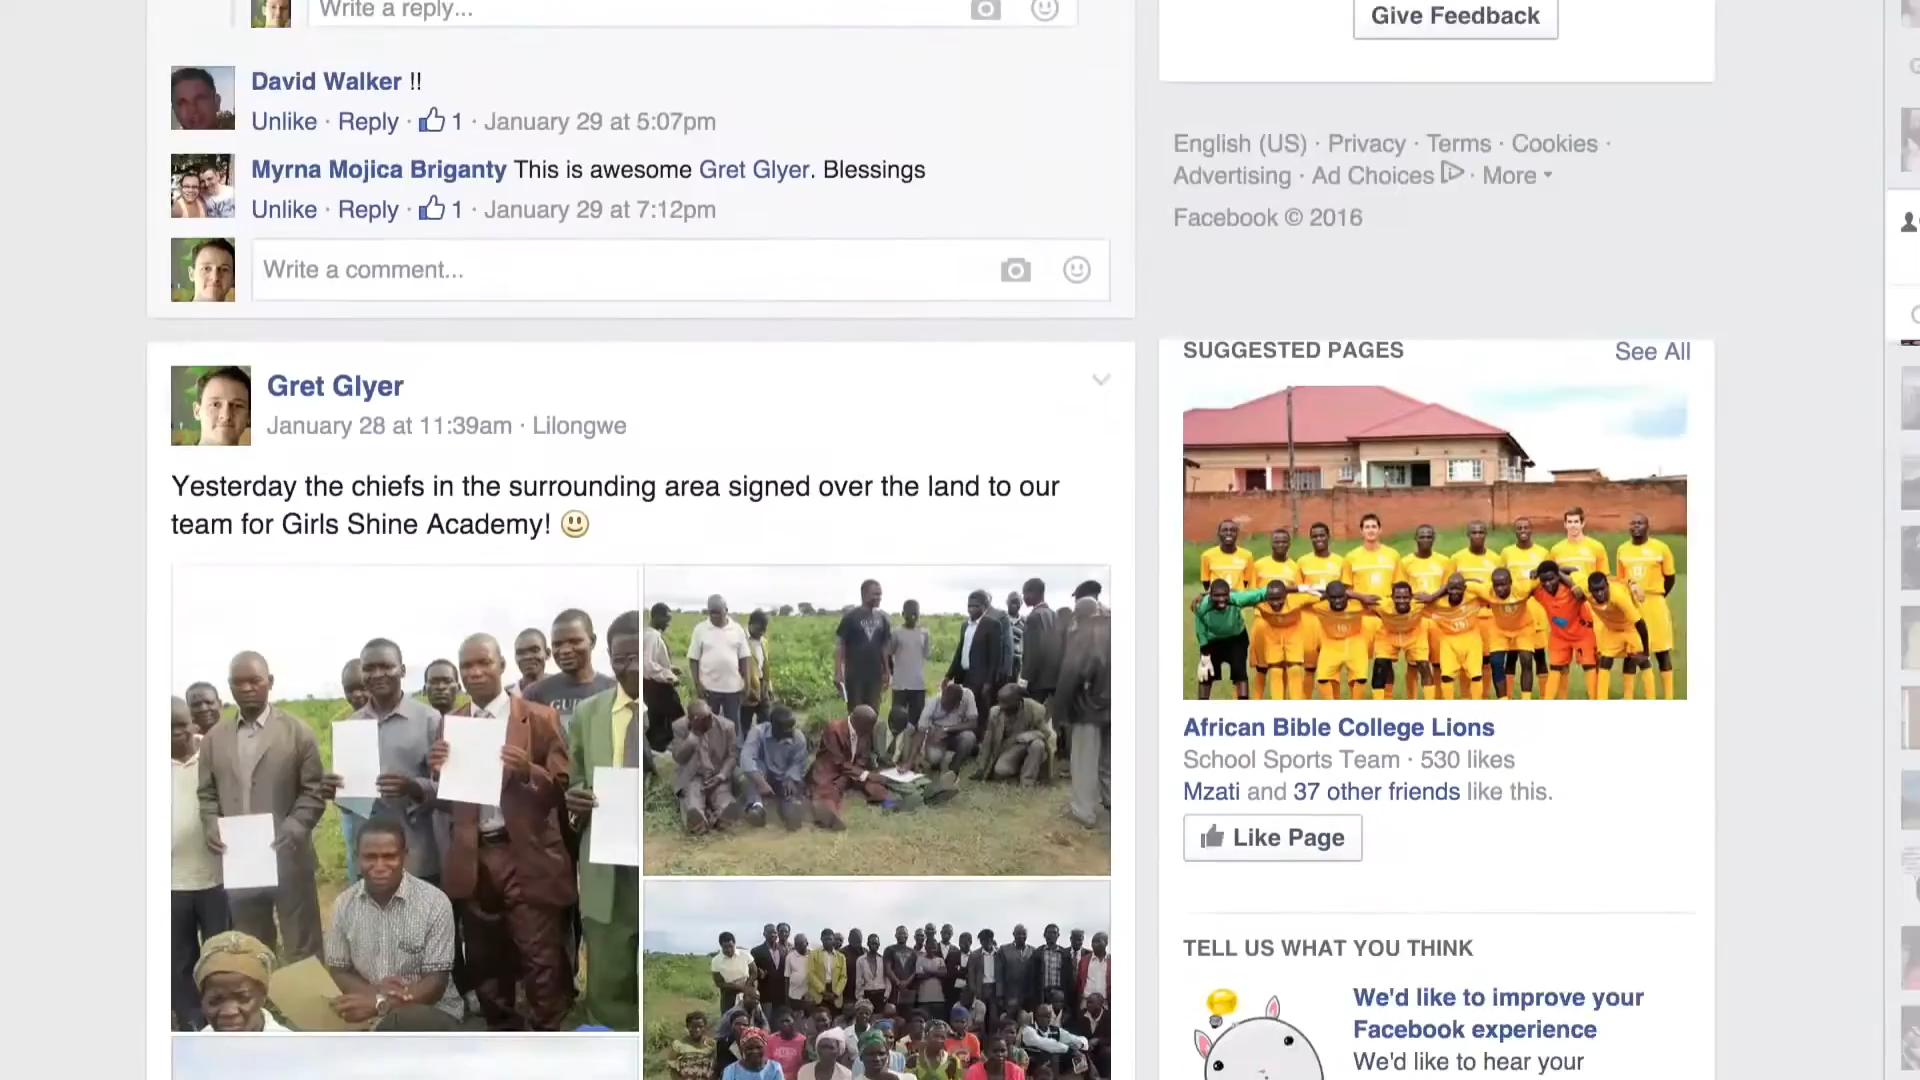 Write a reply...
David Walker !!
Unlike · Reply · 1 · January 29 at 5:07pm
Myrna Mojica Briganty This is awesome Gret Glyer. Blessings
Unlike · Reply · 1 · January 29 at 7:12pm
Write a comment...
Gret Glyer
January 28 at 11:39am · Lilongwe
Yesterday the chiefs in the surrounding area signed over the land to our
team for Girls Shine Academy!
Give Feedback
English (US) · Privacy · Terms · Cookies ·
Advertising · Ad Choices · More
Facebook © 2016
SUGGESTED PAGES
See All
African Bible College Lions
School Sports Team · 530 likes
Mzati and 37 other friends like this.
Like Page
TELL US WHAT YOU THINK
We'd like to improve your
Facebook experience
We'd like to hear your